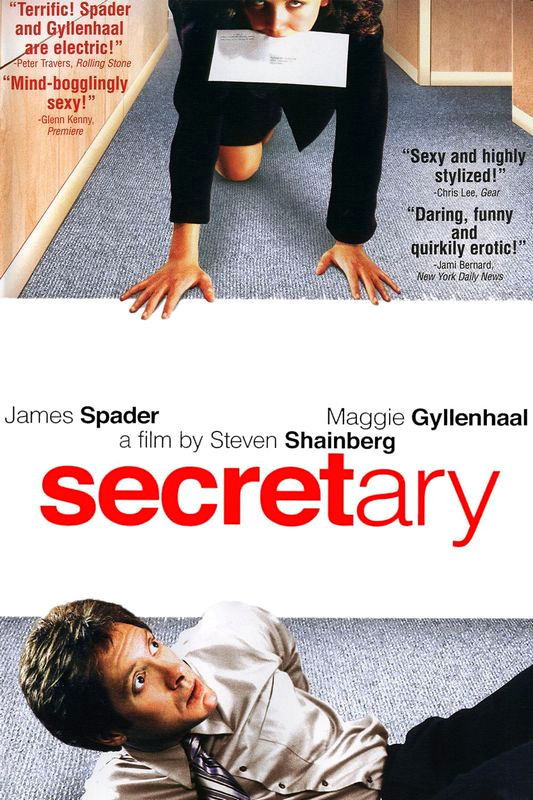 “Terrific! Spader
and Gyllenhaal
are electric!”
-Peter Travers, Rolling Stone
“Mind-bogglingly
sexy!”
-Glenn Kenny,
Premiere
“Sexy and highly
stylized!”
-Chris Lee, Gear
“Daring, funny
and
quirkily erotic!”
-Jami Bernard,
New York Daily News
James Spader
Maggie Gyllenhaal
a film by Steven Shainberg
secretary